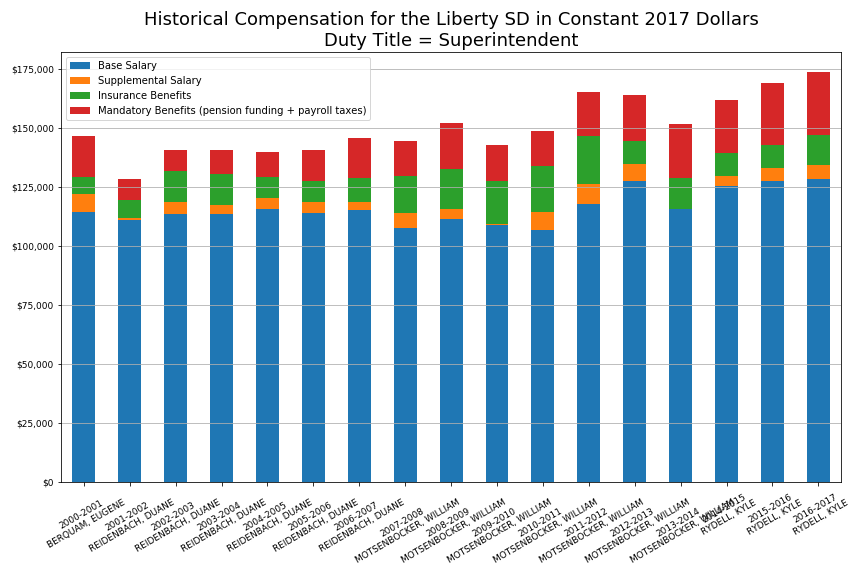 Historical Compensation for the Liberty SD in Constant 2017 Dollars
Duty Title = Superintendent
Base Salary
Supplemental Salary
Insurance Benefits
Mandatory Benefits (pension funding + payroll taxes)
$175,000
$150,000
$125,000
$100,000
$75,000
$50,000
$25,000
$0
2000-2001
BERQUAM, EUGENE
2001-2002
REIDENBACH, DUANE
2002-2003
REIDENBACH, DUANE
2003-2004
REIDENBACH, DUANE
2004-2005
REIDENBACH, DUANE
2005-2006
REIDENBACH, DUANE
2006-2007
REIDENBACH, DUANE
2007-2008
MOTSENBOCKER, WILLIAM
2008-2009
MOTSENBOCKER, WILLIAM
2009-2010
MOTSENBOCKER, WILLIAM
2010-2011
MOTSENBOCKER, WILLIAM
2011-2012
MOTSENBOCKER, WILLIAM
2012-2013
MOTSENBOCKER, WILLIAM
2013-2014
MOTSENBOCKER, WILLIAM
2014-2015
RYDELL, KYLE
2015-2016
RYDELL, KYLE
2016-2017
RYDELL, KYLE